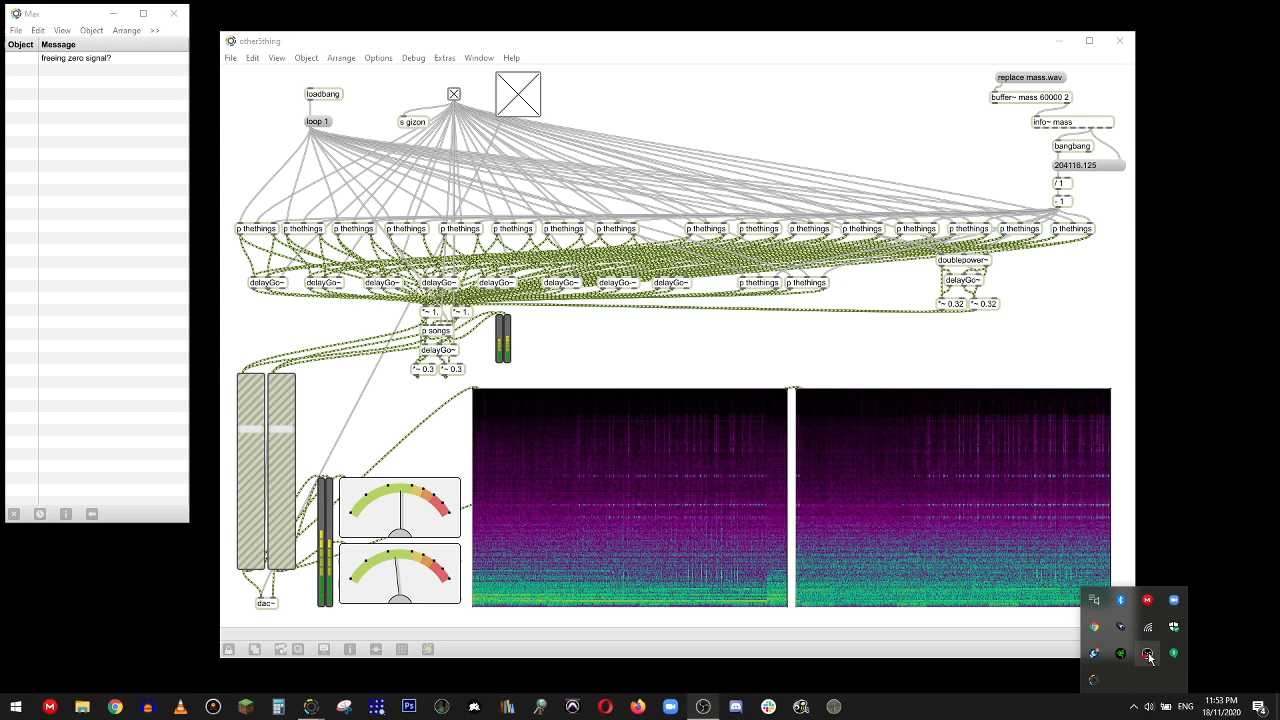 Max
File Edit View Object Arrange >>
Object Message
freeing zero signal?
other5thing
File Edit View Object Arrange Options Debug Extras Window Help
replace mass.wav
loadbang
buffer~ mass 60000 2
loop 1
s gizon
info~ mass
bangbang
204116.125
/ 1
- 1
p thethings p thethings p thethings p thethings p thethings p thethings p thethings p thethings p thethings p thethings p thethings p thethings p thethings p thethings p thethings p thethings
doublepower~
delayGo~ delayGo~ delayGo~ delayGo~ delayGo~ delayGo~ delayGo~ delayGo~ p thethings p thethings delayGo~
*~ 0.32 *~ 0.32
*~ 1. *~ 1.
p songs
delayGo~
*~ 0.3 *~ 0.3
dac~
ENG
11:53 PM
18/11/2020